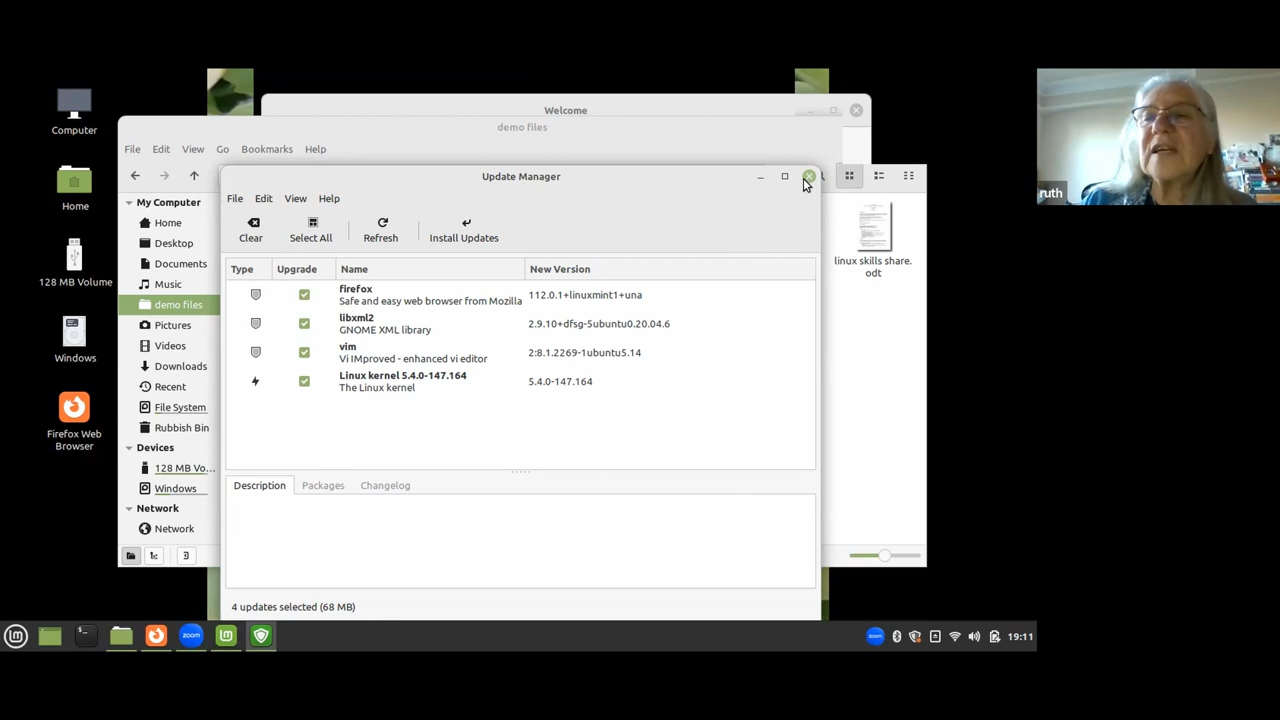 Welcome
demo files
File Edit View Go Bookmarks Help
Update Manager
File Edit View Help
Clear Select All Refresh Install Updates
Type Upgrade Name New Version
firefox
Safe and easy web browser from Mozilla
112.0.1+linuxmint1+una
libxml2
GNOME XML library
2.9.10+dfsg-5ubuntu0.20.04.6
vim
Vi IMproved - enhanced vi editor
2:8.1.2269-1ubuntu5.14
Linux kernel 5.4.0-147.164
The Linux kernel
5.4.0-147.164
Description Packages Changelog
4 updates selected (68 MB)
Computer
Home
128 MB Volume
Windows
Firefox Web
Browser
My Computer
Home
Desktop
Documents
Music
demo files
Pictures
Videos
Downloads
Recent
File System
Rubbish Bin
Devices
128 MB Vo...
Windows
Network
Network
linux skills share.
odt
ruth
zoom
zoom
19:11